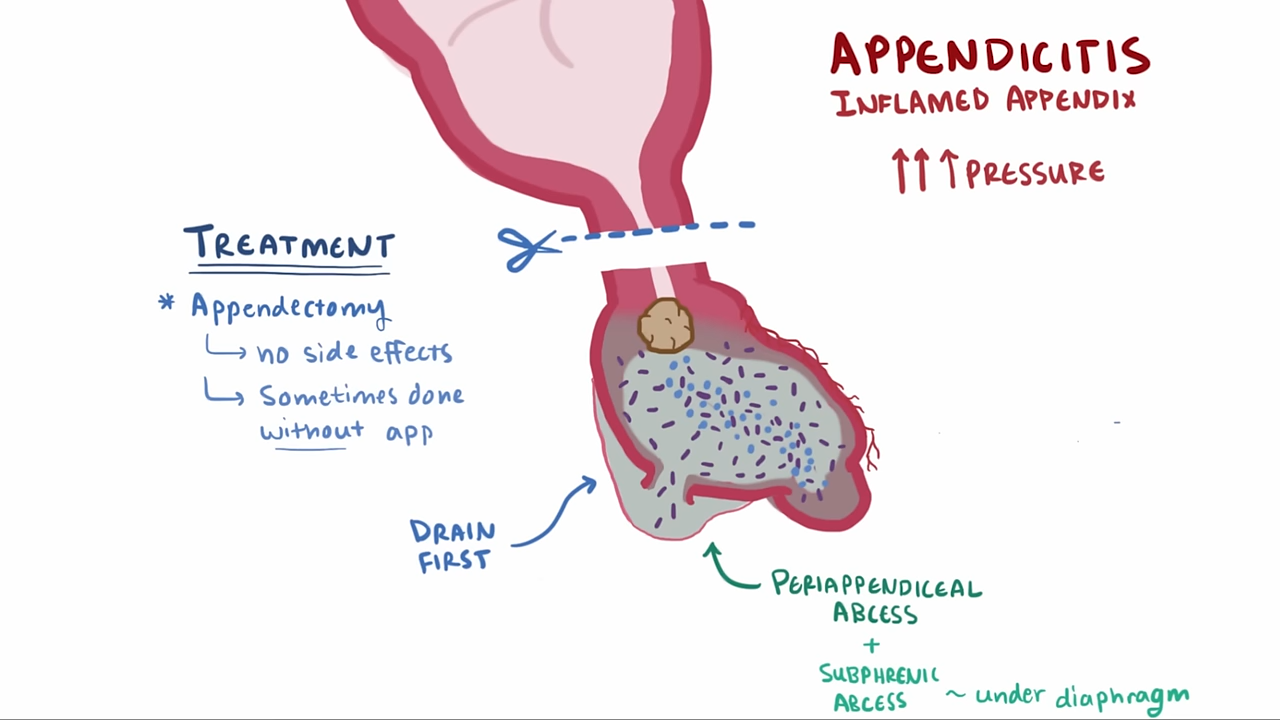 APPENDICITIS
INFLAMED APPENDIX
↑↑↑ PRESSURE
TREATMENT
* Appendectomy
↳ no side effects
↳ Sometimes done
without app
DRAIN
FIRST
PERIAPPENDICEAL
ABCESS
+
SUBPHRENIC
ABCESS ~ under diaphragm